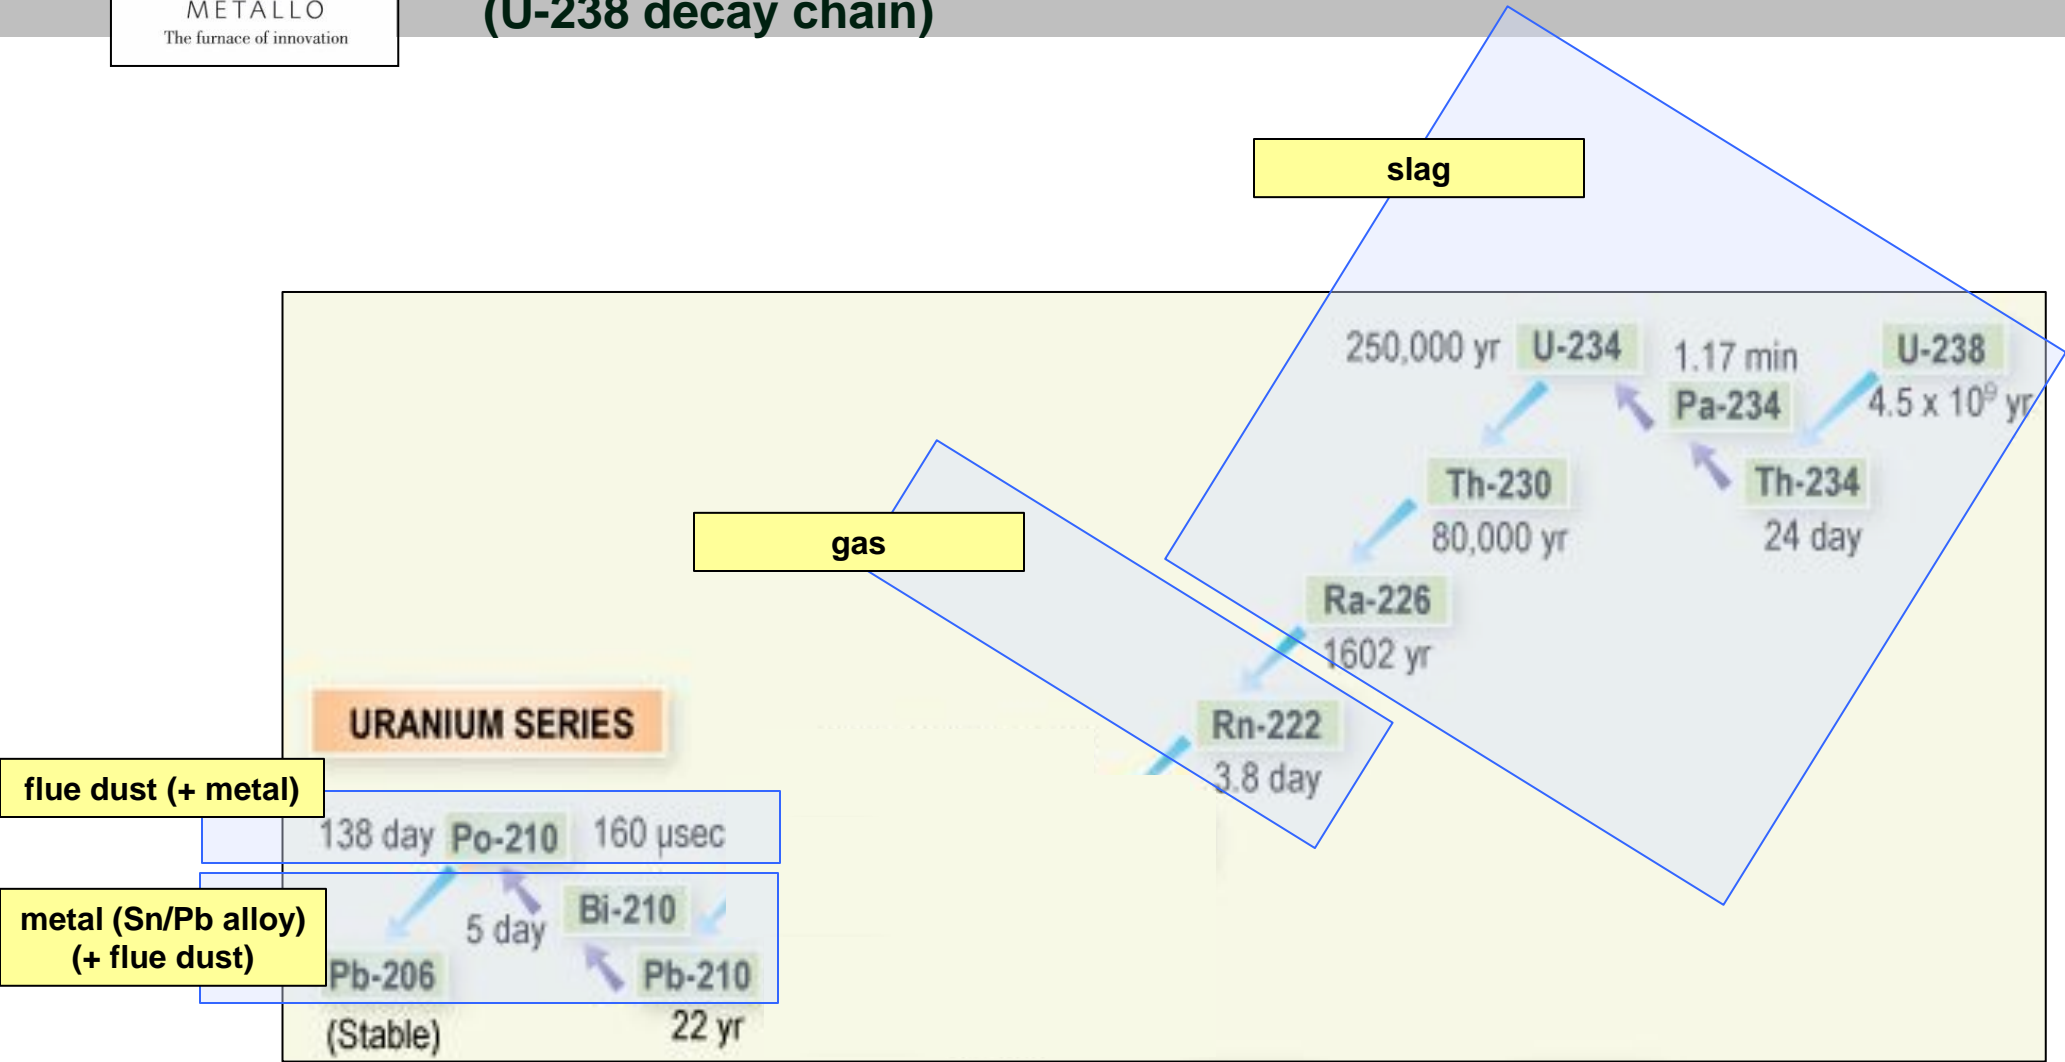 METALLO
The furnace of innovation
(U-238 decay chain)
slag
250,000 yr U-234 1.17 min U-238
Pa-234 4.5 x 10⁹ yr
Th-230 Th-234
80,000 yr 24 day
gas
Ra-226
1602 yr
URANIUM SERIES
Rn-222
3.8 day
flue dust (+ metal)
138 day Po-210 160 µsec
metal (Sn/Pb alloy)
(+ flue dust)
5 day Bi-210
Pb-206 Pb-210
(Stable) 22 yr